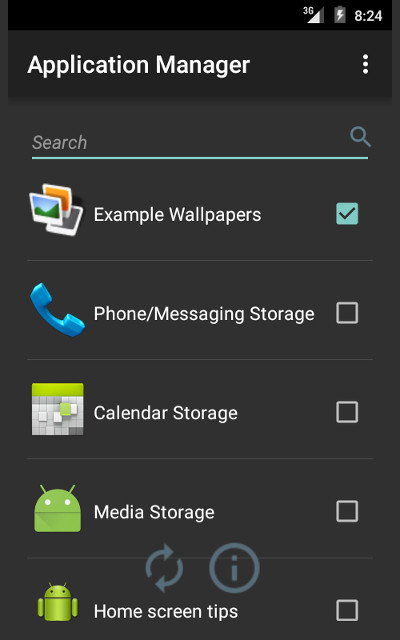 3G 8:24
Application Manager
Search
Example Wallpapers
Phone/Messaging Storage
Calendar Storage
Media Storage
Home screen tips